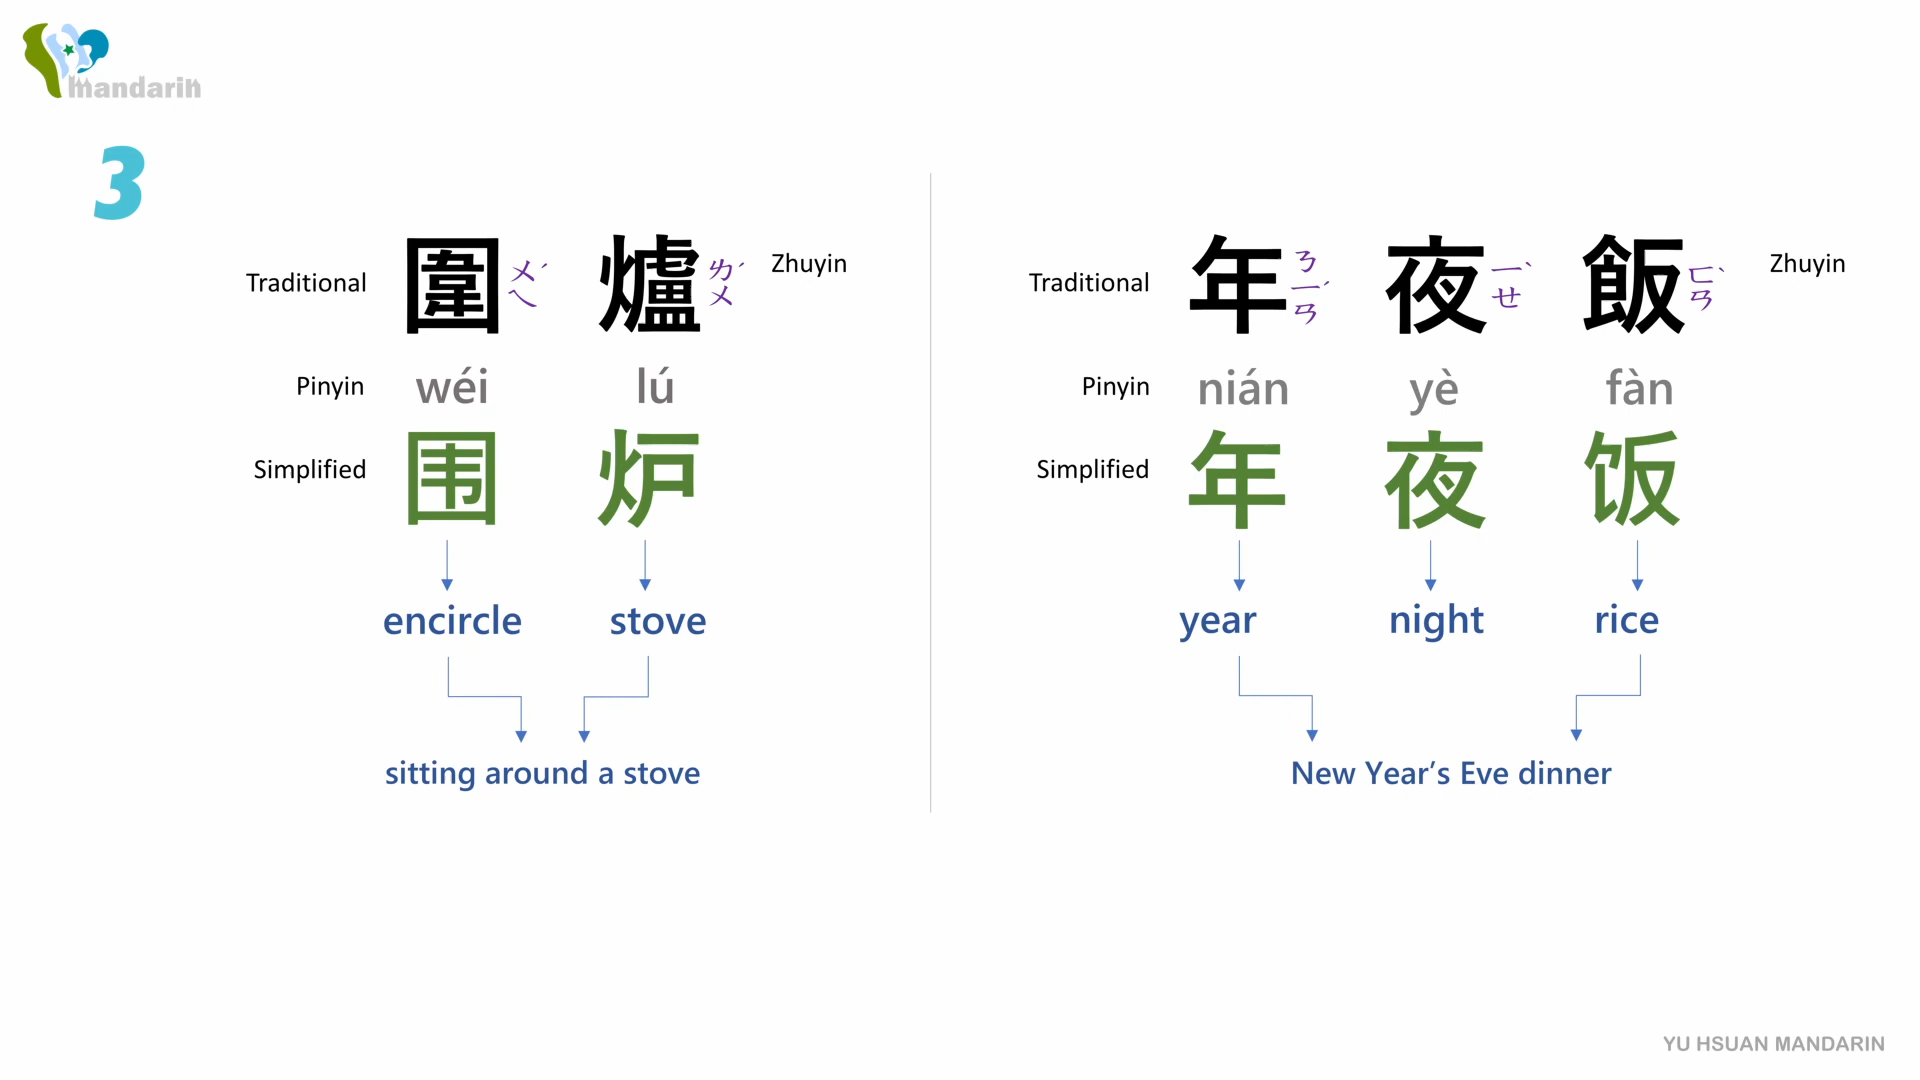 mandarin
3
Traditional 圍 ㄨㄟˊ 爐 ㄌㄨˊ Zhuyin
Pinyin wéi lú
Simplified 围 炉
encircle stove
sitting around a stove
Traditional 年 ㄋㄧㄢˊ 夜 ㄧㄝˋ 飯 ㄈㄢˋ Zhuyin
Pinyin nián yè fàn
Simplified 年 夜 饭
year night rice
New Year’s Eve dinner
YU HSUAN MANDARIN